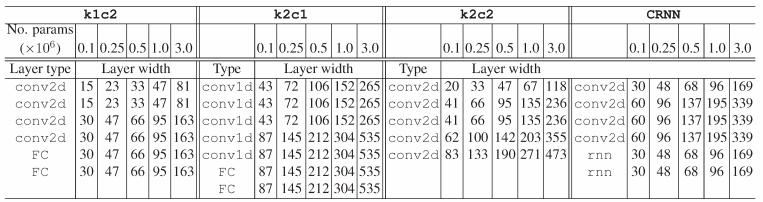 k1c2 k2c1 k2c2 CRNN
No. params (×10⁶) 0.1 0.25 0.5 1.0 3.0 0.1 0.25 0.5 1.0 3.0 0.1 0.25 0.5 1.0 3.0 0.1 0.25 0.5 1.0 3.0
Layer type Layer width Type Layer width Type Layer width
conv2d 15 23 33 47 81 conv1d 43 72 106 152 265 conv2d 20 33 47 67 118 conv2d 30 48 68 96 169
conv2d 15 23 33 47 81 conv1d 43 72 106 152 265 conv2d 41 66 95 135 236 conv2d 60 96 137 195 339
conv2d 30 47 66 95 163 conv1d 43 72 106 152 265 conv2d 41 66 95 135 236 conv2d 60 96 137 195 339
conv2d 30 47 66 95 163 conv1d 87 145 212 304 535 conv2d 62 100 142 203 355 conv2d 60 96 137 195 339
FC 30 47 66 95 163 conv1d 87 145 212 304 535 conv2d 83 133 190 271 473 rnn 30 48 68 96 169
FC 30 47 66 95 163 FC 87 145 212 304 535 rnn 30 48 68 96 169
FC 87 145 212 304 535